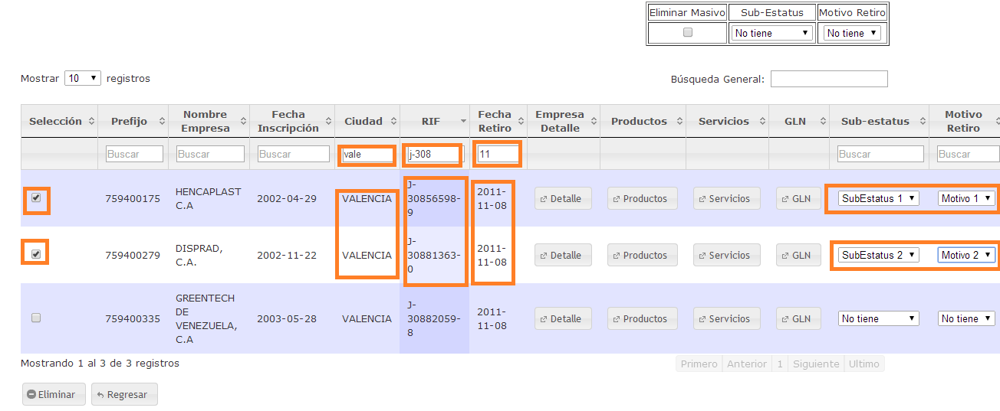 Eliminar Masivo Sub-Estatus Motivo Retiro
No tiene No tiene
Mostrar 10 registros Búsqueda General:
Selección Prefijo Nombre Empresa Fecha Inscripción Ciudad RIF Fecha Retiro Empresa Detalle Productos Servicios GLN Sub-estatus Motivo Retiro
Buscar Buscar Buscar vale j-308 11 Buscar Buscar
759400175 HENCAPLAST C.A 2002-04-29 VALENCIA J-30856598-9 2011-11-08 Detalle Productos Servicios GLN SubEstatus 1 Motivo 1
759400279 DISPRAD, C.A. 2002-11-22 VALENCIA J-30881363-0 2011-11-08 Detalle Productos Servicios GLN SubEstatus 2 Motivo 2
759400335 GREENTECH DE VENEZUELA, C.A 2003-05-28 VALENCIA J-30882059-8 2011-11-08 Detalle Productos Servicios GLN No tiene No tiene
Mostrando 1 al 3 de 3 registros Primero Anterior 1 Siguiente Ultimo
Eliminar Regresar